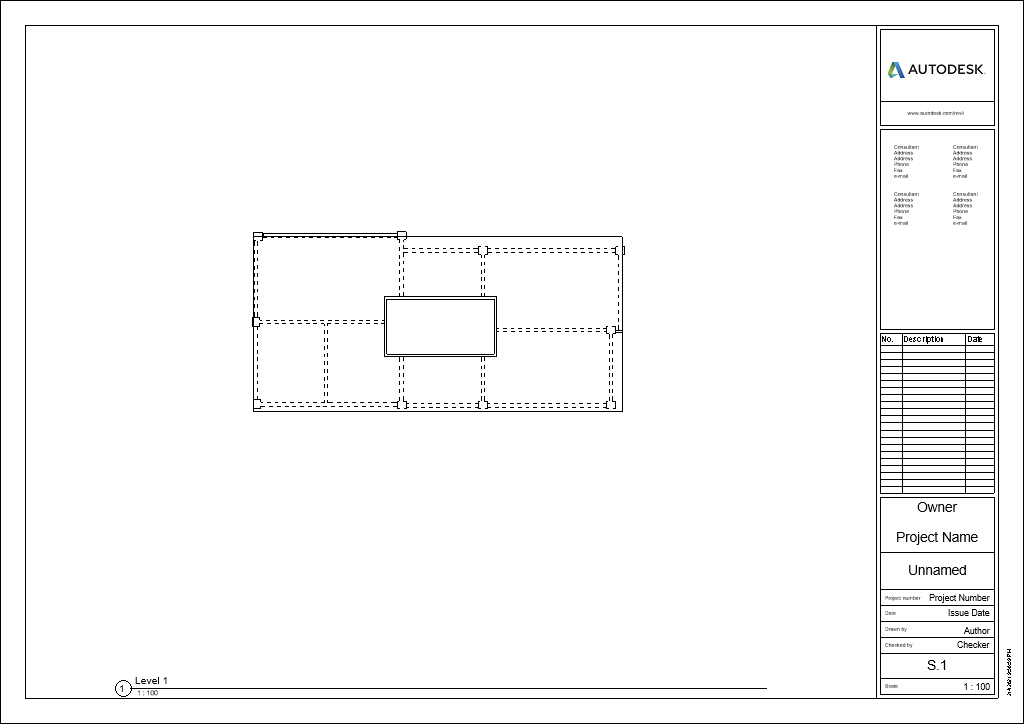 AUTODESK
www.autodesk.com/revit
Consultant
Address
Address
Phone
Fax
e-mail
Consultant
Address
Address
Phone
Fax
e-mail
Consultant
Address
Address
Phone
Fax
e-mail
Consultant
Address
Address
Phone
Fax
e-mail
No. Description Date
Owner
Project Name
Unnamed
Project number Project Number
Date Issue Date
Drawn by Author
Checked by Checker
S.1
Scale 1 : 100
1 Level 1
1 : 100